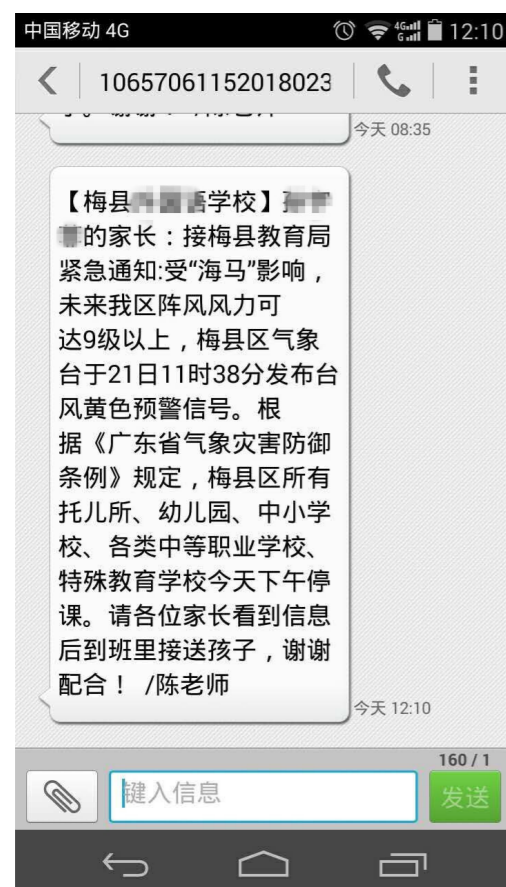 中国移动 4G
12:10
10657061152018023
今天 08:35
【梅县 语学校】
的家长：接梅县教育局
紧急通知:受“海马”影响，
未来我区阵风风力可
达9级以上，梅县区气象
台于21日11时38分发布台
风黄色预警信号。根
据《广东省气象灾害防御
条例》规定，梅县区所有
托儿所、幼儿园、中小学
校、各类中等职业学校、
特殊教育学校今天下午停
课。请各位家长看到信息
后到班里接送孩子，谢谢
配合！ /陈老师
今天 12:10
160 / 1
键入信息
发送